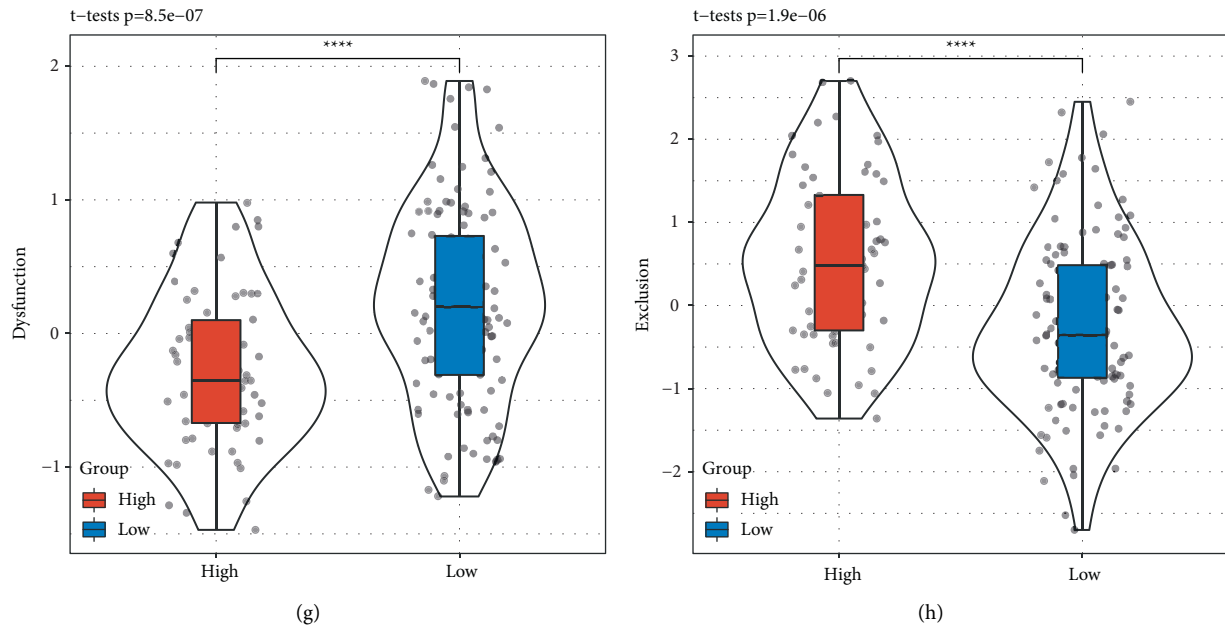 t−tests p=8.5e−07
****
2
1
0
−1
Dysfunction
Group
High
Low
High
Low
(g)
t−tests p=1.9e−06
****
3
2
1
0
−1
−2
Exclusion
Group
High
Low
High
Low
(h)